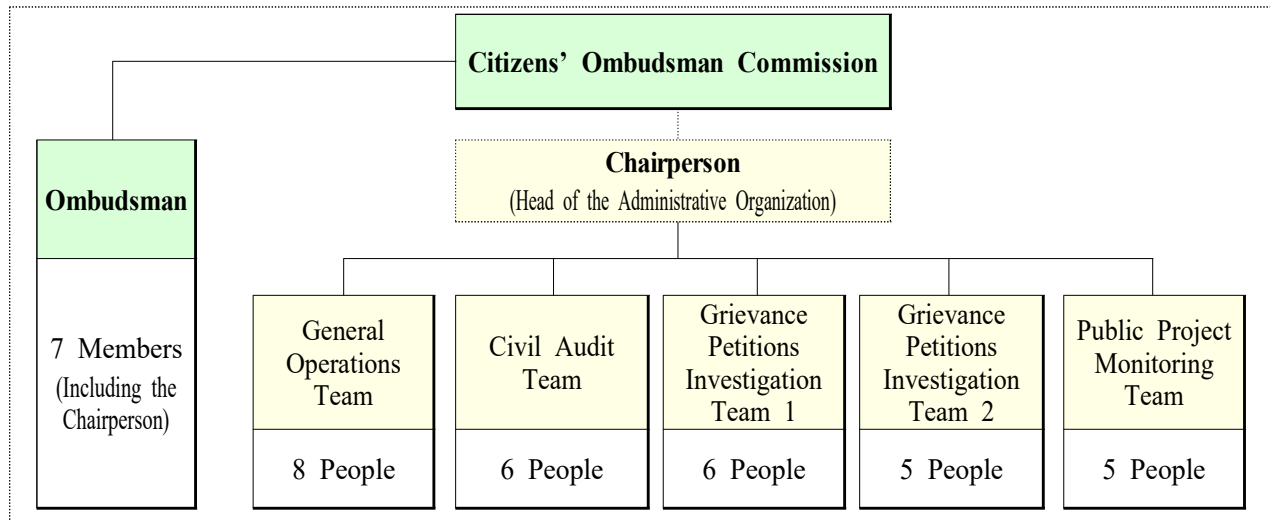 Citizens’ Ombudsman Commission
Ombudsman
7 Members
(Including the
Chairperson)
Chairperson
(Head of the Administrative Organization)
General
Operations
Team
8 People
Civil Audit
Team
6 People
Grievance
Petitions
Investigation
Team 1
6 People
Grievance
Petitions
Investigation
Team 2
5 People
Public Project
Monitoring
Team
5 People